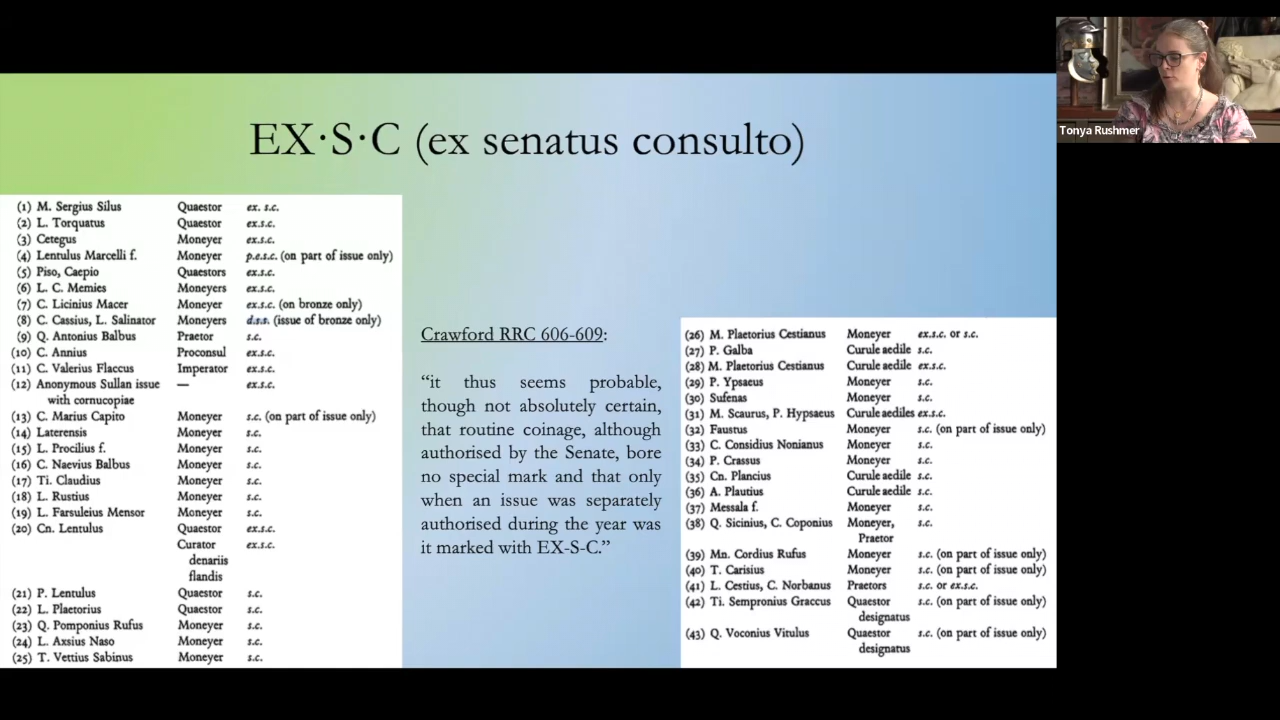 EX·S·C (ex senatus consulto)
(1) M. Sergius Silus Quaestor ex. s.c.
(2) L. Torquatus Quaestor ex.s.c.
(3) Cetegus Moneyer ex.s.c.
(4) Lentulus Marcelli f. Moneyer p.e.s.c. (on part of issue only)
(5) Piso, Caepio Quaestors ex.s.c.
(6) L. C. Memies Moneyers ex.s.c.
(7) C. Licinius Macer Moneyer ex.s.c. (on bronze only)
(8) C. Cassius, L. Salinator Moneyers d.s.s. (issue of bronze only)
(9) Q. Antonius Balbus Praetor s.c.
(10) C. Annius Proconsul ex.s.c.
(11) C. Valerius Flaccus Imperator ex.s.c.
(12) Anonymous Sullan issue — ex.s.c.
with cornucopiae
(13) C. Marius Capito Moneyer s.c. (on part of issue only)
(14) Laterensis Moneyer s.c.
(15) L. Procilius f. Moneyer s.c.
(16) C. Naevius Balbus Moneyer s.c.
(17) Ti. Claudius Moneyer s.c.
(18) L. Rustius Moneyer s.c.
(19) L. Farsuleius Mensor Moneyer s.c.
(20) Cn. Lentulus Quaestor ex.s.c.
Curator ex.s.c.
denariis
flandis
(21) P. Lentulus Quaestor s.c.
(22) L. Plaetorius Quaestor s.c.
(23) Q. Pomponius Rufus Moneyer s.c.
(24) L. Axsius Naso Moneyer s.c.
(25) T. Vettius Sabinus Moneyer s.c.
Crawford RRC 606-609:
“it thus seems probable,
though not absolutely certain,
that routine coinage, although
authorised by the Senate, bore
no special mark and that only
when an issue was separately
authorised during the year was
it marked with EX-S-C.”
(26) M. Plaetorius Cestianus Moneyer ex.s.c. or s.c.
(27) P. Galba Curule aedile s.c.
(28) M. Plaetorius Cestianus Curule aedile ex.s.c.
(29) P. Ypsaeus Moneyer s.c.
(30) Sufenas Moneyer s.c.
(31) M. Scaurus, P. Hypsaeus Curule aediles ex.s.c.
(32) Faustus Moneyer s.c. (on part of issue only)
(33) C. Considius Nonianus Moneyer s.c.
(34) P. Crassus Moneyer s.c.
(35) Cn. Plancius Curule aedile s.c.
(36) A. Plautius Curule aedile s.c.
(37) Messala f. Moneyer s.c.
(38) Q. Sicinius, C. Coponius Moneyer, s.c.
Praetor
(39) Mn. Cordius Rufus Moneyer s.c. (on part of issue only)
(40) T. Carisius Moneyer s.c. (on part of issue only)
(41) L. Cestius, C. Norbanus Praetors s.c. or ex.s.c.
(42) Ti. Sempronius Graccus Quaestor s.c. (on part of issue only)
designatus
(43) Q. Voconius Vitulus Quaestor s.c. (on part of issue only)
designatus
Tonya Rushmer